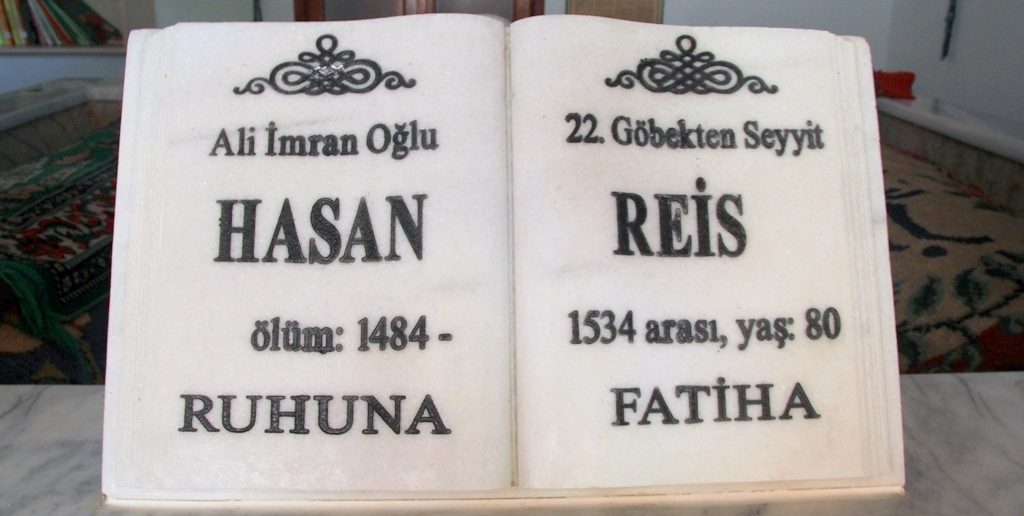 Ali İmran Oğlu
HASAN
ölüm: 1484 -
RUHUNA
22. Göbekten Seyyit
REİS
1534 arası, yaş: 80
FATİHA